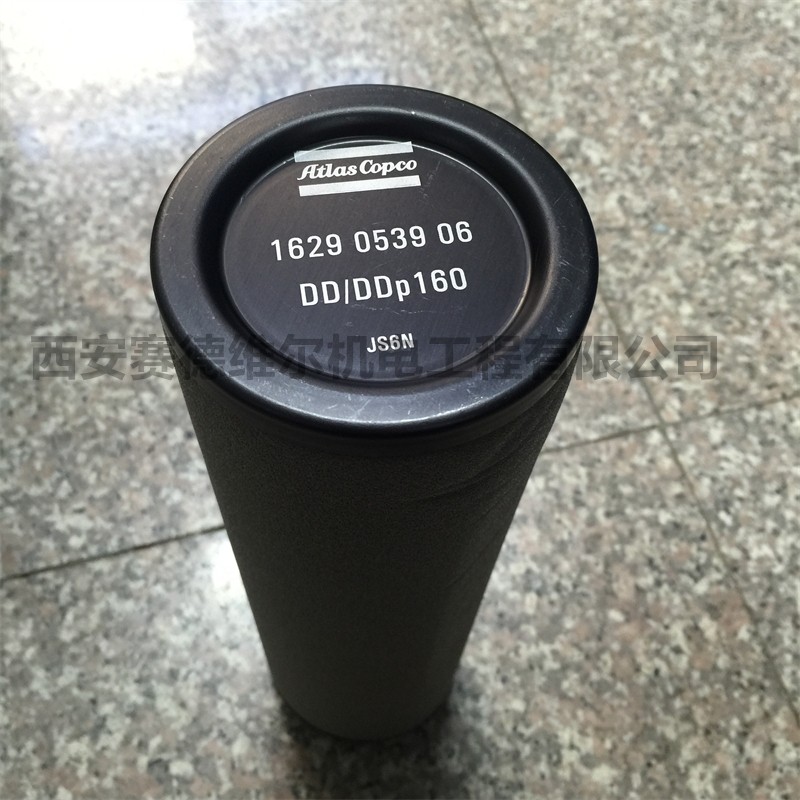 Atlas Copco
1629 0539 06
DD/DDp160
JS6N
西安赛德维尔机电工程有限公司